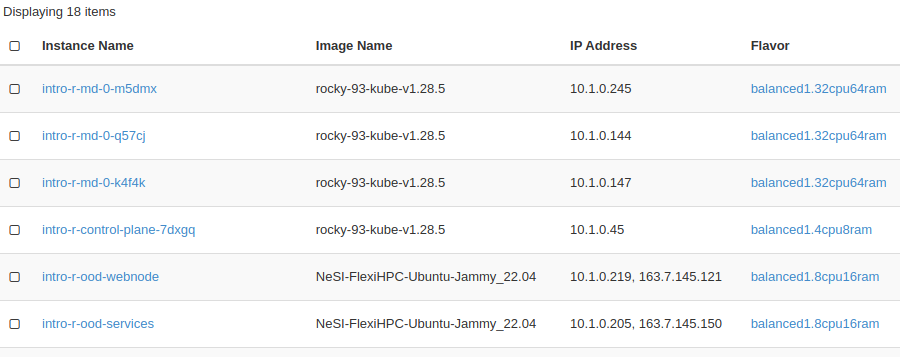 Displaying 18 items
Instance Name Image Name IP Address Flavor
intro-r-md-0-m5dmx rocky-93-kube-v1.28.5 10.1.0.245 balanced1.32cpu64ram
intro-r-md-0-q57cj rocky-93-kube-v1.28.5 10.1.0.144 balanced1.32cpu64ram
intro-r-md-0-k4f4k rocky-93-kube-v1.28.5 10.1.0.147 balanced1.32cpu64ram
intro-r-control-plane-7dxgq rocky-93-kube-v1.28.5 10.1.0.45 balanced1.4cpu8ram
intro-r-ood-webnode NeSI-FlexiHPC-Ubuntu-Jammy_22.04 10.1.0.219, 163.7.145.121 balanced1.8cpu16ram
intro-r-ood-services NeSI-FlexiHPC-Ubuntu-Jammy_22.04 10.1.0.205, 163.7.145.150 balanced1.8cpu16ram